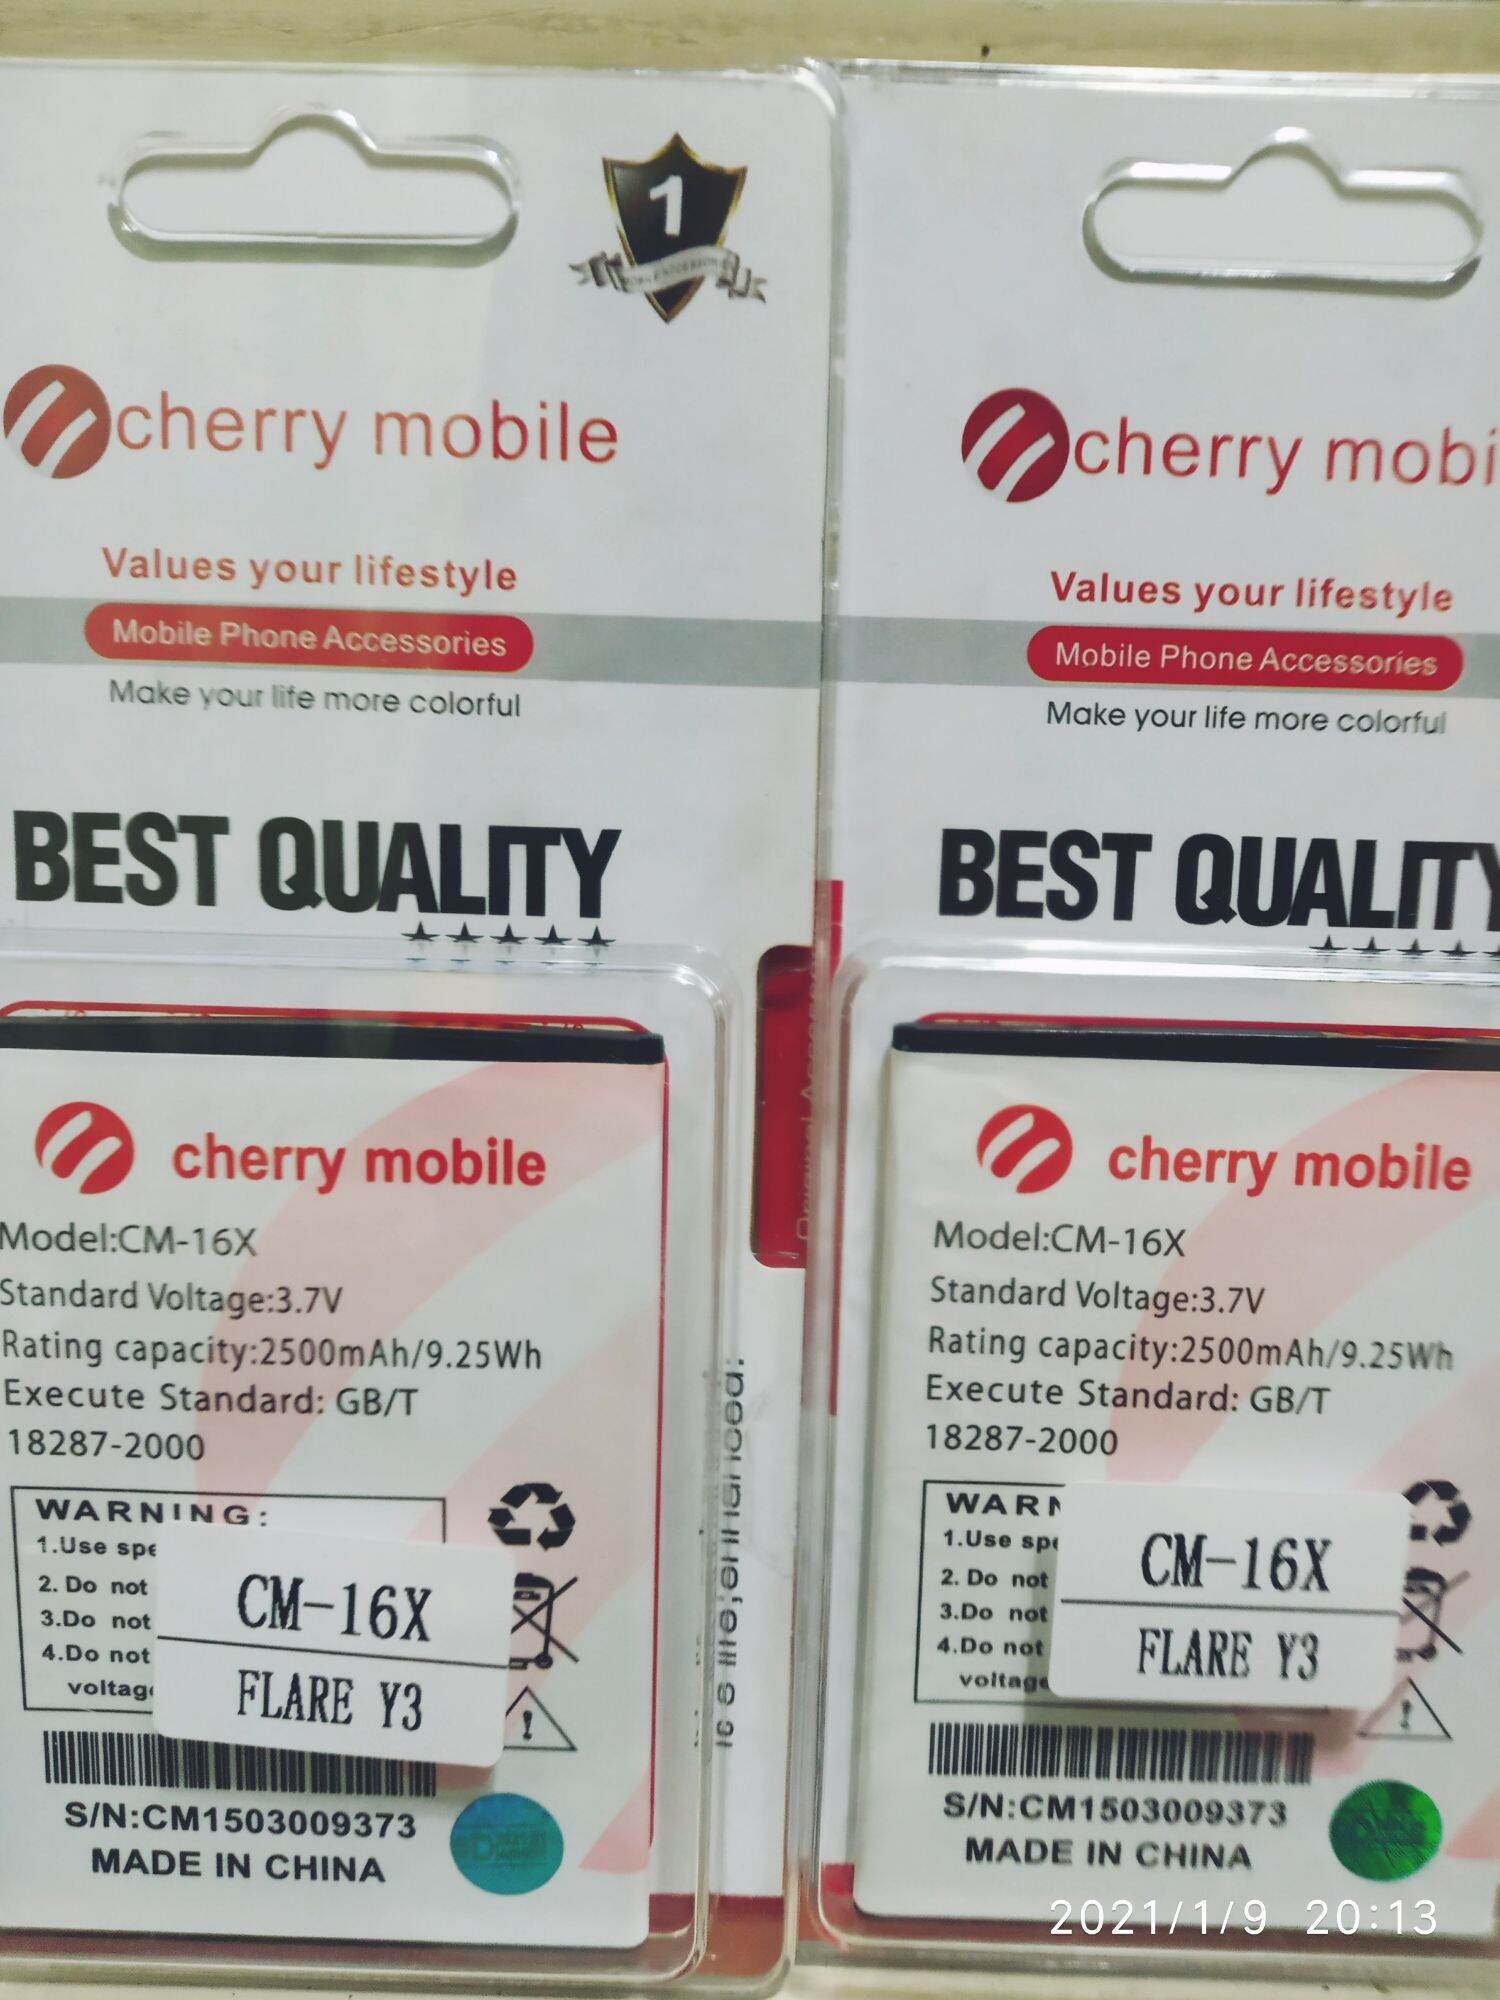 1
cherry mobile
Values your lifestyle
Mobile Phone Accessories
Make your life more colorful
BEST QUALITY
cherry mobile
Model:CM-16X
Standard Voltage:3.7V
Rating capacity:2500mAh/9.25Wh
Execute Standard: GB/T
18287-2000
WARNING:
1.Use
2. Do not
3.Do not
4.Do not
CM-16X
FLARE Y3
S/N:CM1503009373
MADE IN CHINA
cherry mobi
Values your lifestyle
Mobile Phone Accessories
Make your life more colorful
BEST QUALITY
cherry mobile
Model:CM-16X
Standard Voltage:3.7V
Rating capacity:2500mAh/9.25Wh
Execute Standard: GB/T
18287-2000
WARN
1.Use
2. Do not
3.Do not
4.Do not
CM-16X
FLARE Y3
S/N:CM1503009373
MADE IN CHINA
2021/1/9 20:13